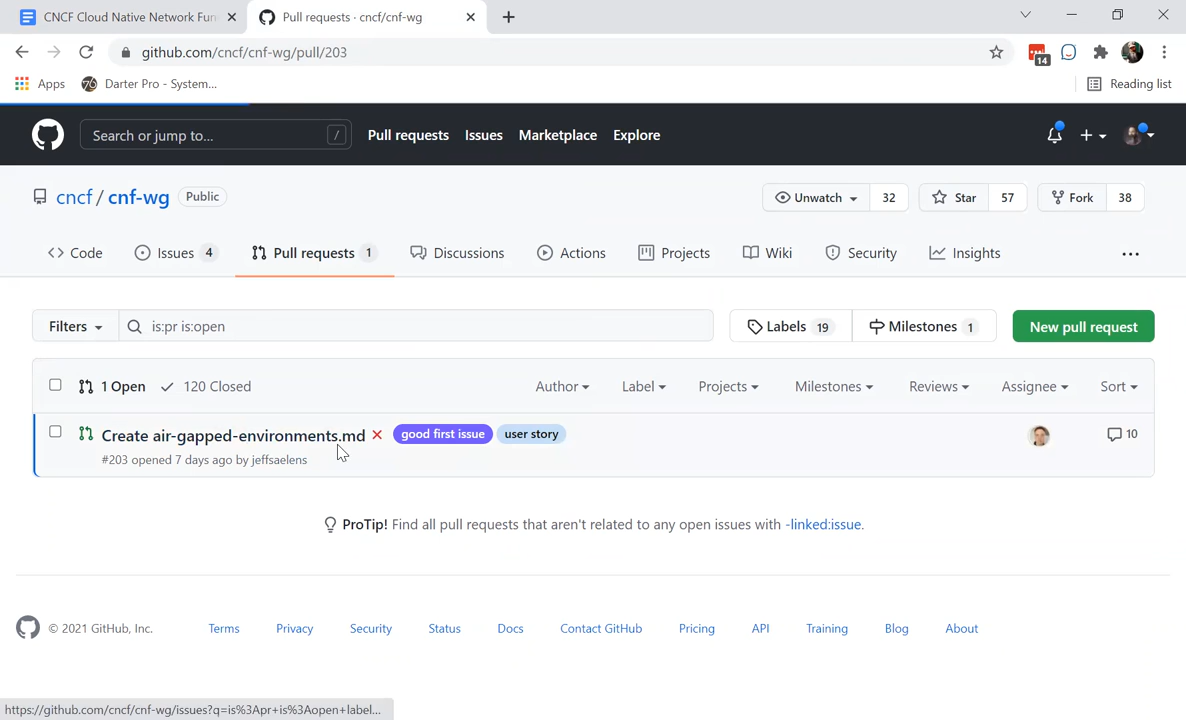 CNCF Cloud Native Network Fun
Pull requests · cncf/cnf-wg
github.com/cncf/cnf-wg/pull/203
14
Apps
76
Darter Pro - System...
Reading list
Search or jump to...
/
Pull requests
Issues
Marketplace
Explore
cncf / cnf-wg
Public
Unwatch
32
Star
57
Fork
38
Code
Issues 4
Pull requests 1
Discussions
Actions
Projects
Wiki
Security
Insights
Filters
is:pr is:open
Labels 19
Milestones 1
New pull request
1 Open
120 Closed
Author
Label
Projects
Milestones
Reviews
Assignee
Sort
Create air-gapped-environments.md
good first issue
user story
10
#203 opened 7 days ago by jeffsaelens
ProTip! Find all pull requests that aren't related to any open issues with -linked:issue.
© 2021 GitHub, Inc.
Terms
Privacy
Security
Status
Docs
Contact GitHub
Pricing
API
Training
Blog
About
https://github.com/cncf/cnf-wg/issues?q=is%3Apr+is%3Aopen+label...